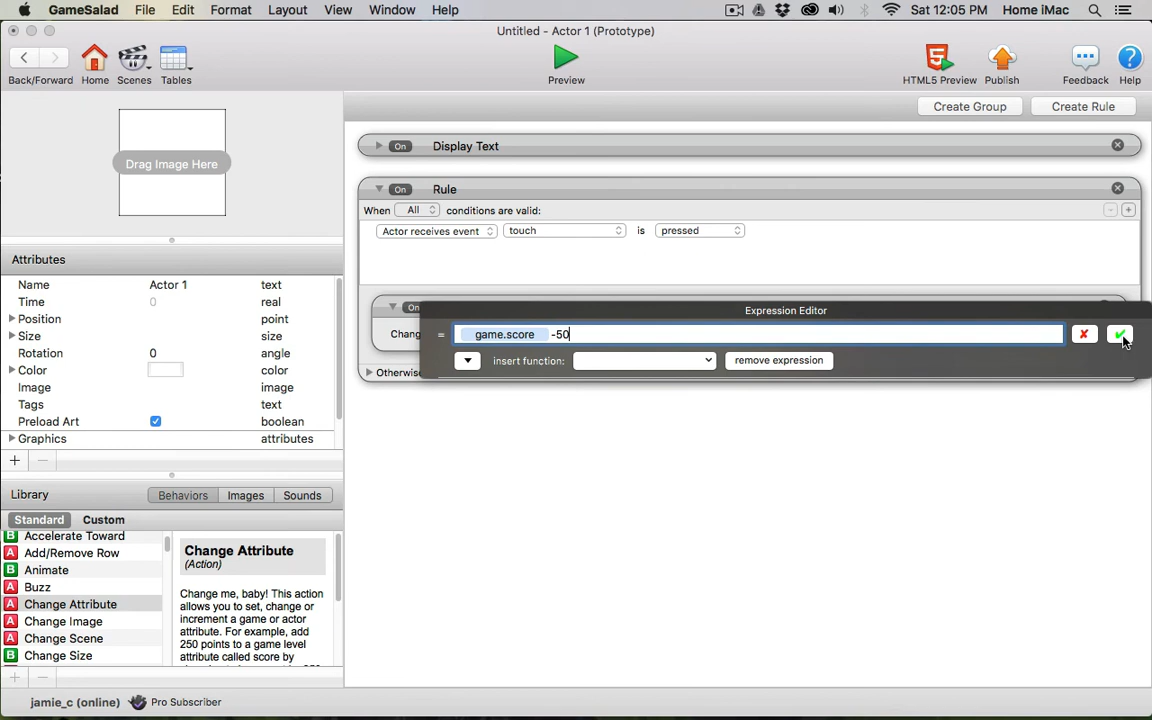 GameSalad File Edit Format Layout View Window Help Sat 12:05 PM Home iMac
Untitled - Actor 1 (Prototype)
Back/Forward Home Scenes Tables Preview HTML5 Preview Publish Feedback Help
Create Group Create Rule
Drag Image Here
On Display Text
On Rule
When All conditions are valid:
Actor receives event touch is pressed
Attributes
Name Actor 1 text
Time 0 real
Position point
Size size
Rotation 0 angle
Color color
Image image
Tags text
Preload Art boolean
Graphics attributes
On
Expression Editor
Chang = game.score -50
insert function: remove expression
Otherwise
Library Behaviors Images Sounds
Standard Custom
B Accelerate Toward
A Add/Remove Row
B Animate
A Buzz
A Change Attribute
A Change Image
A Change Scene
B Change Size
Change Attribute
(Action)
Change me, baby! This action
allows you to set, change or
increment a game or actor
attribute. For example, add
250 points to a game level
attribute called score by
jamie_c (online) Pro Subscriber